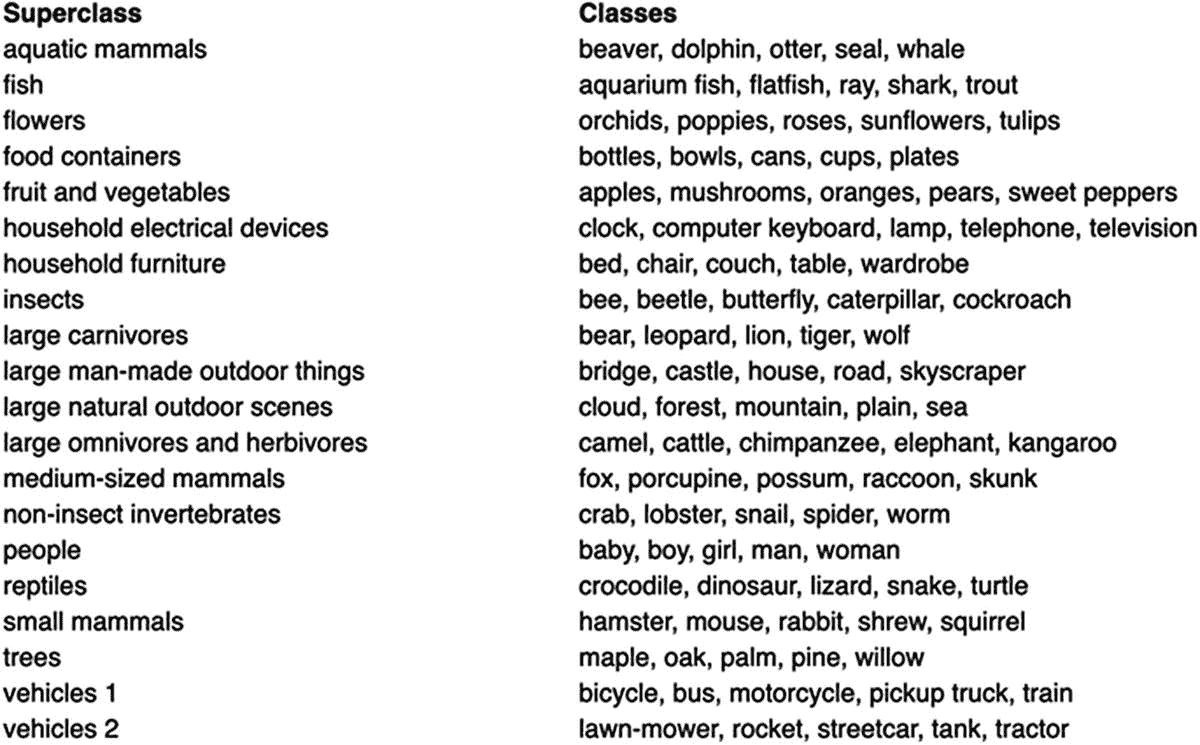 Superclass Classes
aquatic mammals beaver, dolphin, otter, seal, whale
fish aquarium fish, flatfish, ray, shark, trout
flowers orchids, poppies, roses, sunflowers, tulips
food containers bottles, bowls, cans, cups, plates
fruit and vegetables apples, mushrooms, oranges, pears, sweet peppers
household electrical devices clock, computer keyboard, lamp, telephone, television
household furniture bed, chair, couch, table, wardrobe
insects bee, beetle, butterfly, caterpillar, cockroach
large carnivores bear, leopard, lion, tiger, wolf
large man-made outdoor things bridge, castle, house, road, skyscraper
large natural outdoor scenes cloud, forest, mountain, plain, sea
large omnivores and herbivores camel, cattle, chimpanzee, elephant, kangaroo
medium-sized mammals fox, porcupine, possum, raccoon, skunk
non-insect invertebrates crab, lobster, snail, spider, worm
people baby, boy, girl, man, woman
reptiles crocodile, dinosaur, lizard, snake, turtle
small mammals hamster, mouse, rabbit, shrew, squirrel
trees maple, oak, palm, pine, willow
vehicles 1 bicycle, bus, motorcycle, pickup truck, train
vehicles 2 lawn-mower, rocket, streetcar, tank, tractor